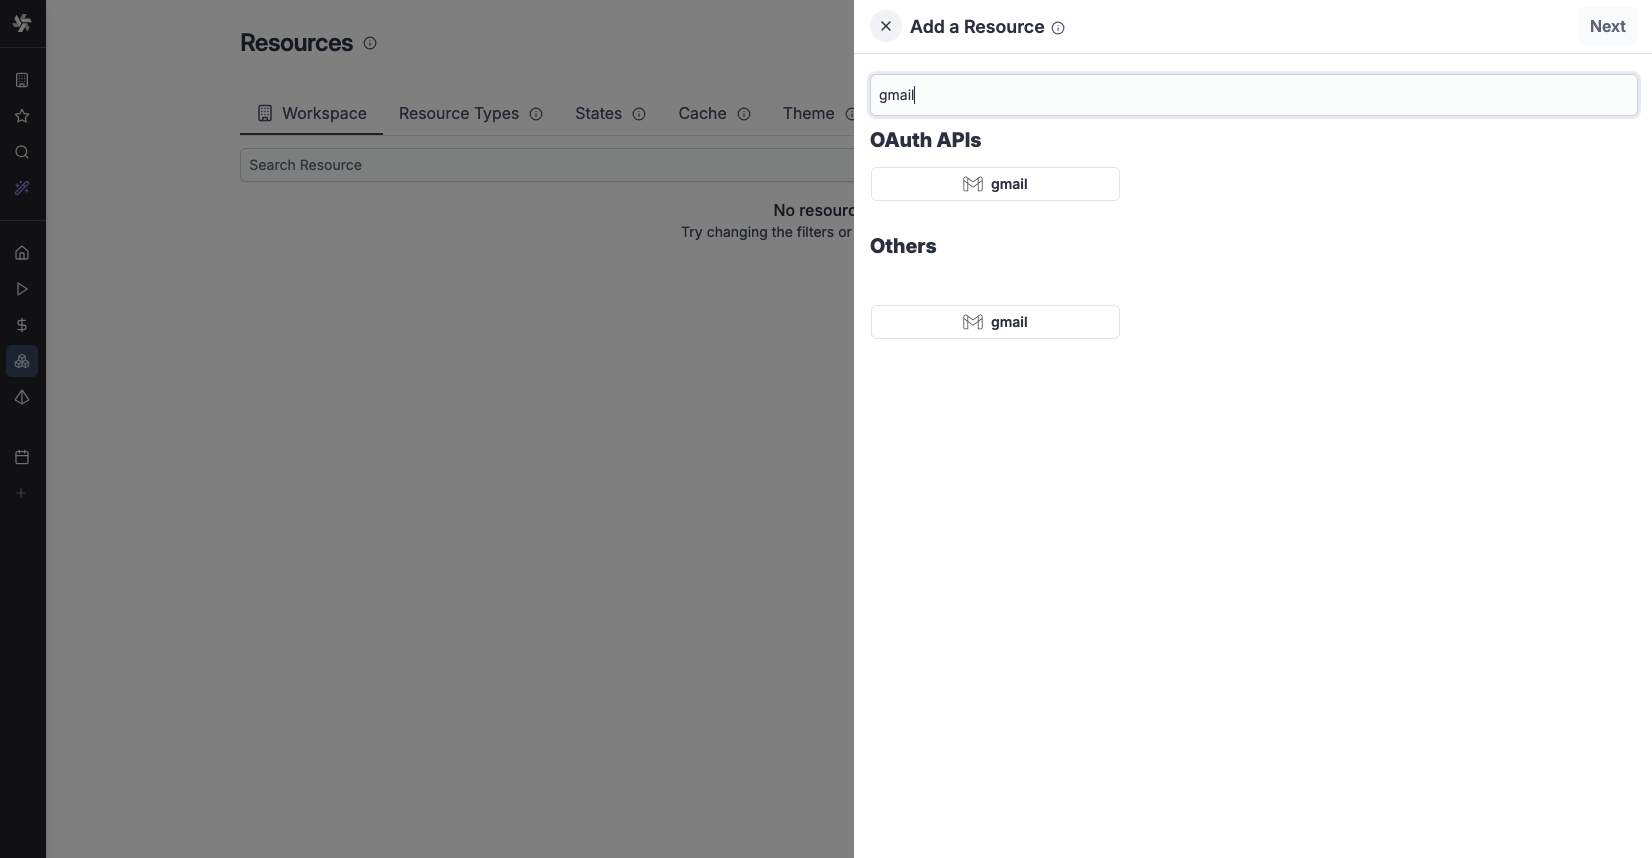 Resources
Workspace
Resource Types
States
Cache
Theme
Search Resource
No resourc
Try changing the filters or
Add a Resource
Next
gmail
OAuth APIs
gmail
Others
gmail